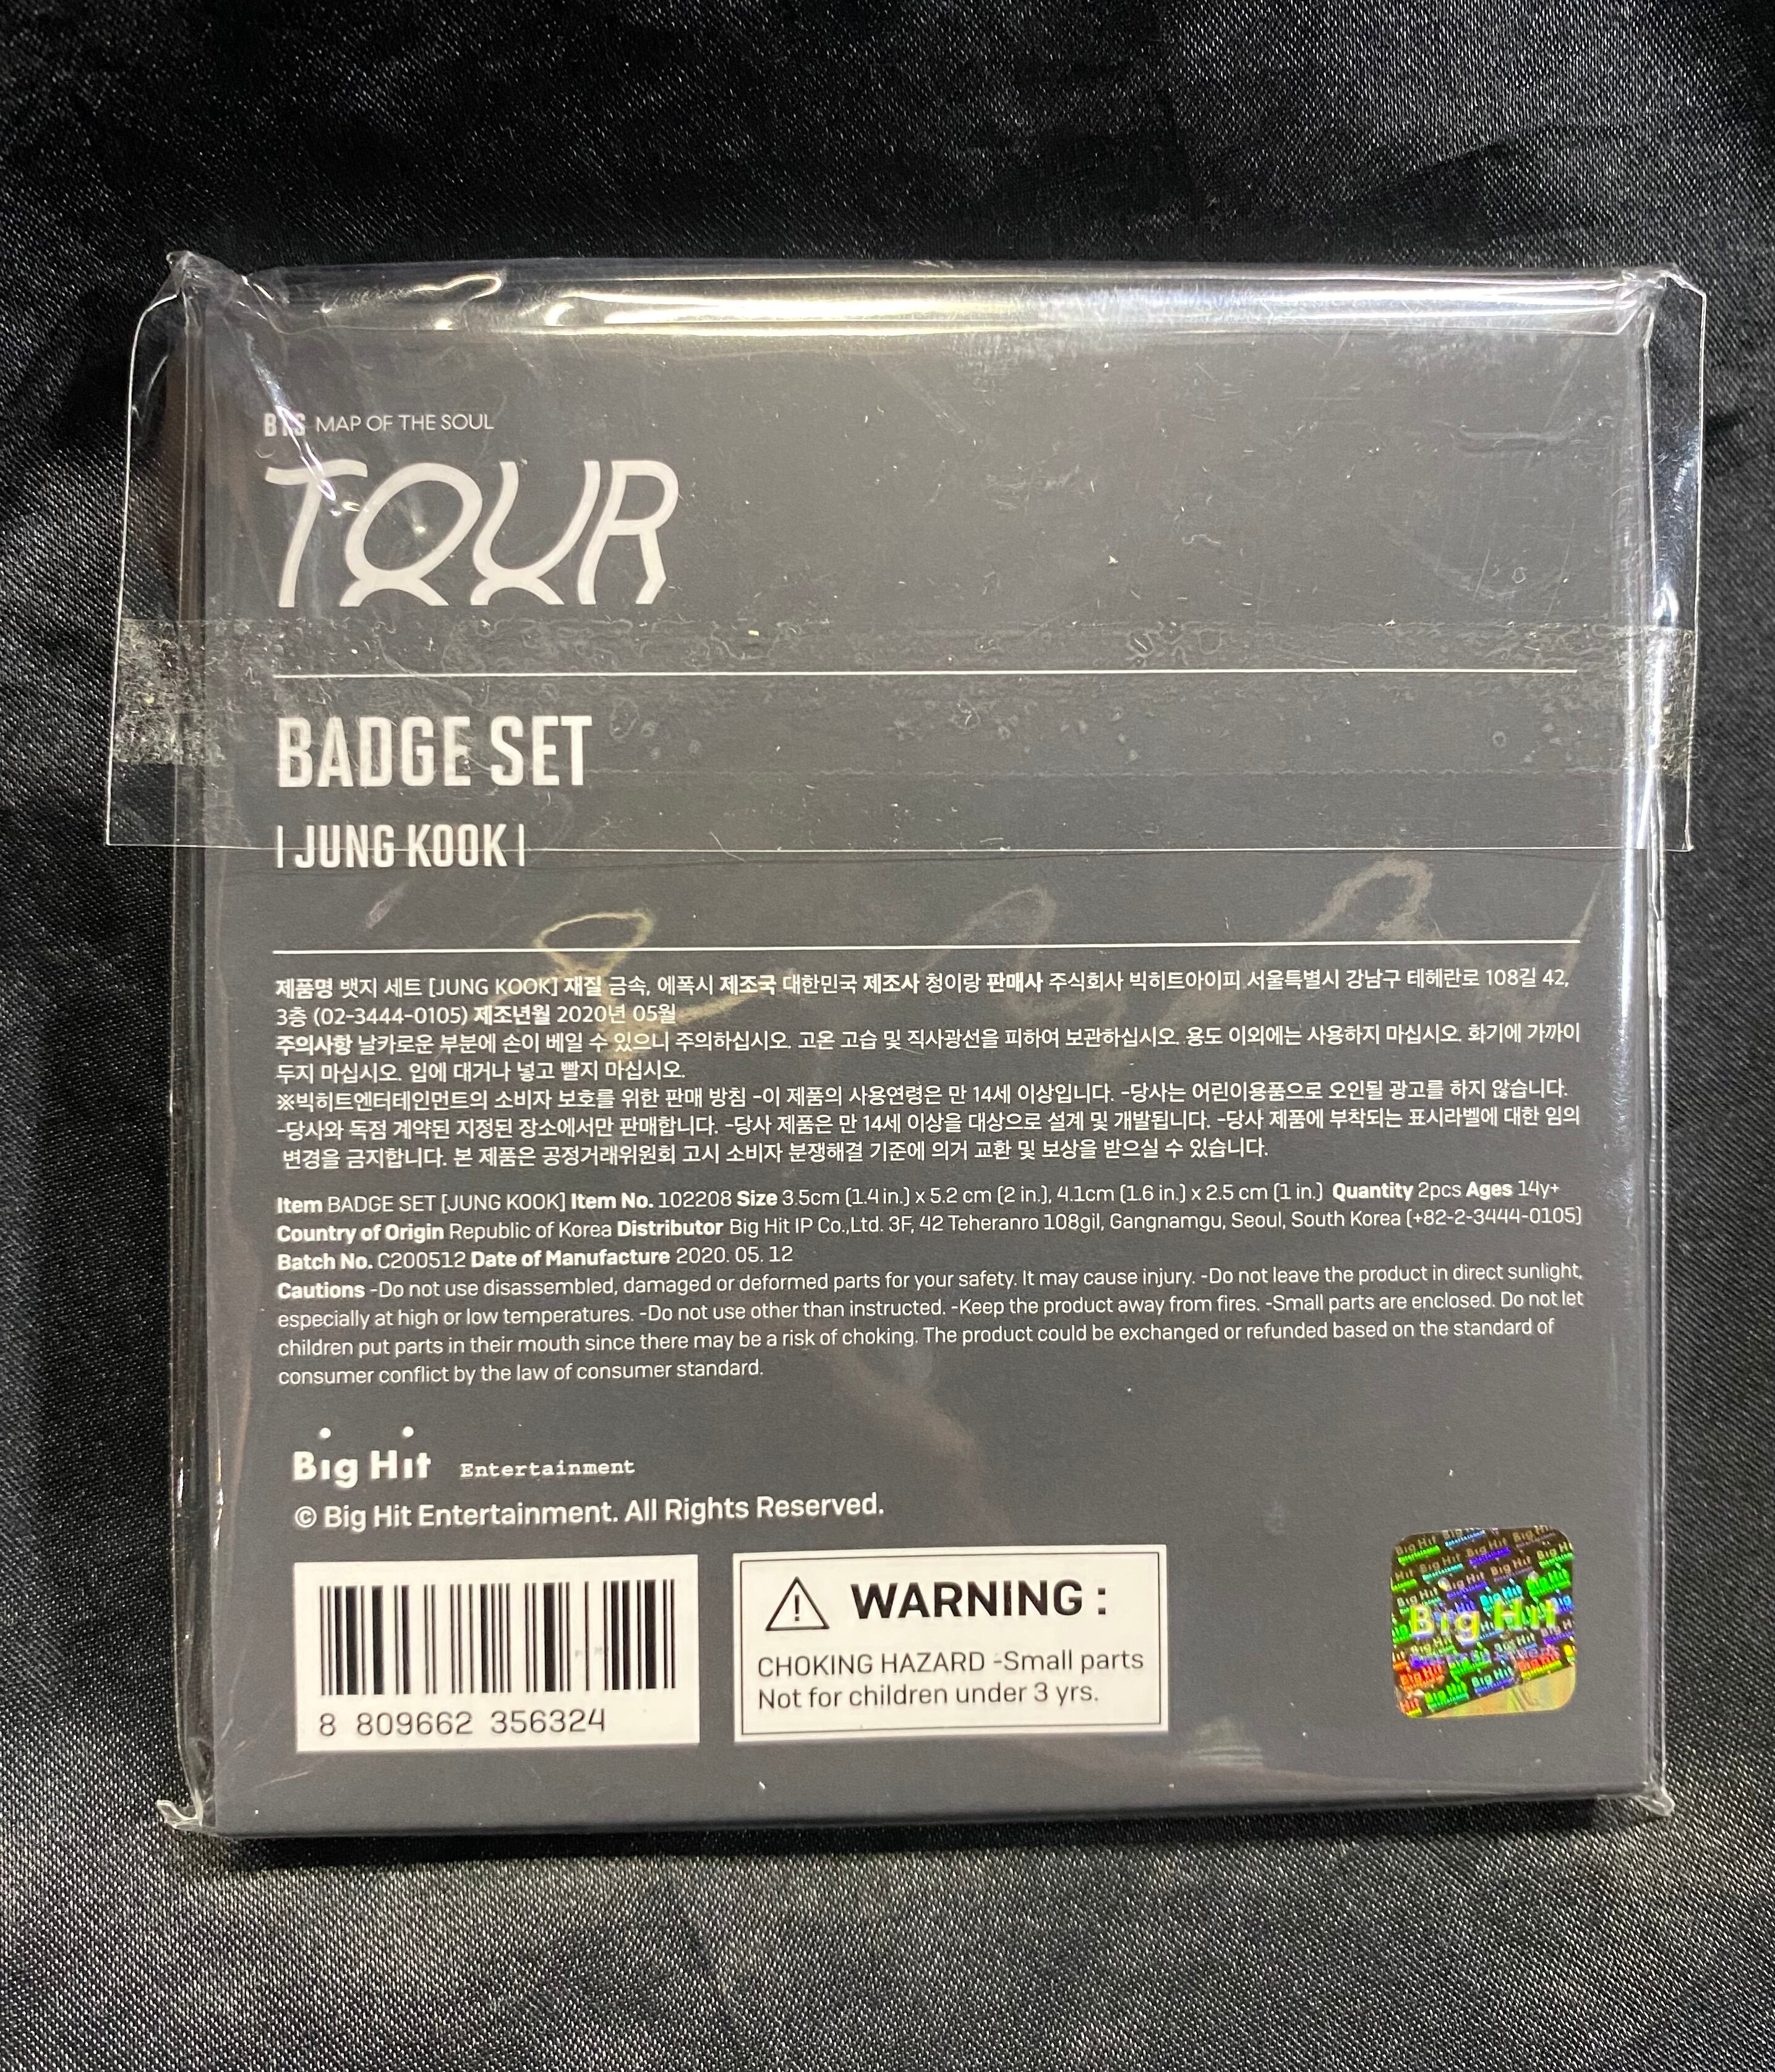 BTS MAP OF THE SOUL
TOUR
BADGE SET
| JUNG KOOK |
제품명 뱃지 세트 [JUNG KOOK] 재질 금속, 에폭시 제조국 대한민국 제조사 청이랑 판매사 주식회사 빅히트아이피 서울특별시 강남구 테헤란로 108길 42,
3층 (02-3444-0105) 제조년월 2020년 05월
주의사항 날카로운 부분에 손이 베일 수 있으니 주의하십시오. 고온 고습 및 직사광선을 피하여 보관하십시오. 용도 이외에는 사용하지 마십시오. 화기에 가까이
두지 마십시오. 입에 대거나 넣고 빨지 마십시오.
※빅히트엔터테인먼트의 소비자 보호를 위한 판매 방침 -이 제품의 사용연령은 만 14세 이상입니다. -당사는 어린이용품으로 오인될 광고를 하지 않습니다.
-당사와 독점 계약된 지정된 장소에서만 판매합니다. -당사 제품은 만 14세 이상을 대상으로 설계 및 개발됩니다. -당사 제품에 부착되는 표시라벨에 대한 임의
변경을 금지합니다. 본 제품은 공정거래위원회 고시 소비자 분쟁해결 기준에 의거 교환 및 보상을 받으실 수 있습니다.
Item BADGE SET [JUNG KOOK] Item No. 102208 Size 3.5cm (1.4 in.) x 5.2 cm (2 in.), 4.1cm (1.6 in.) x 2.5 cm (1 in.) Quantity 2pcs Ages 14y+
Country of Origin Republic of Korea Distributor Big Hit IP Co.,Ltd. 3F, 42 Teheranro 108gil, Gangnamgu, Seoul, South Korea (+82-2-3444-0105)
Batch No. C200512 Date of Manufacture 2020. 05. 12
Cautions -Do not use disassembled, damaged or deformed parts for your safety. It may cause injury. -Do not leave the product in direct sunlight,
especially at high or low temperatures. -Do not use other than instructed. -Keep the product away from fires. -Small parts are enclosed. Do not let
children put parts in their mouth since there may be a risk of choking. The product could be exchanged or refunded based on the standard of
consumer conflict by the law of consumer standard.
Big Hit Entertainment
© Big Hit Entertainment. All Rights Reserved.
8 809662 356324
WARNING :
CHOKING HAZARD -Small parts
Not for children under 3 yrs.
Big Hit